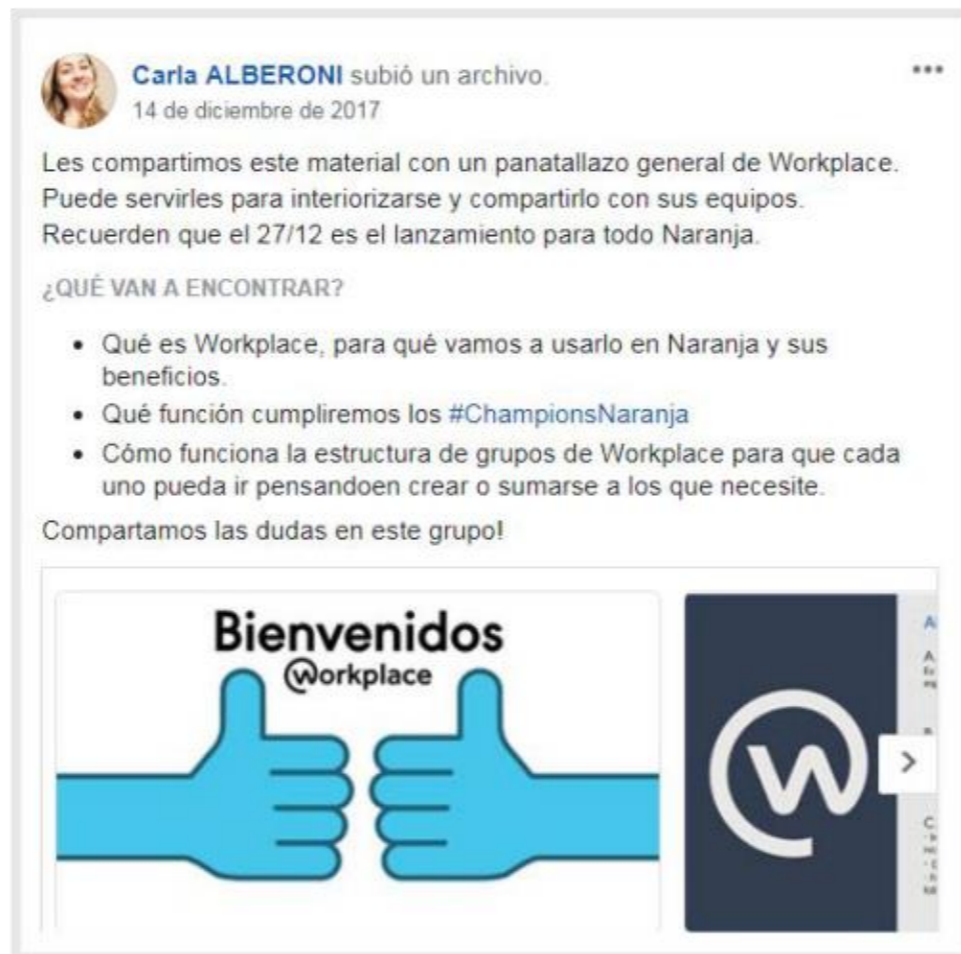 Carla ALBERONI subió un archivo.
14 de diciembre de 2017
Les compartimos este material con un panatallazo general de Workplace.
Puede servirles para interiorizarse y compartirlo con sus equipos.
Recuerden que el 27/12 es el lanzamiento para todo Naranja.
¿QUÉ VAN A ENCONTRAR?
• Qué es Workplace, para qué vamos a usarlo en Naranja y sus
beneficios.
• Qué función cumpliremos los #ChampionsNaranja
• Cómo funciona la estructura de grupos de Workplace para que cada
uno pueda ir pensandoen crear o sumarse a los que necesite.
Compartamos las dudas en este grupo!
Bienvenidos
Workplace